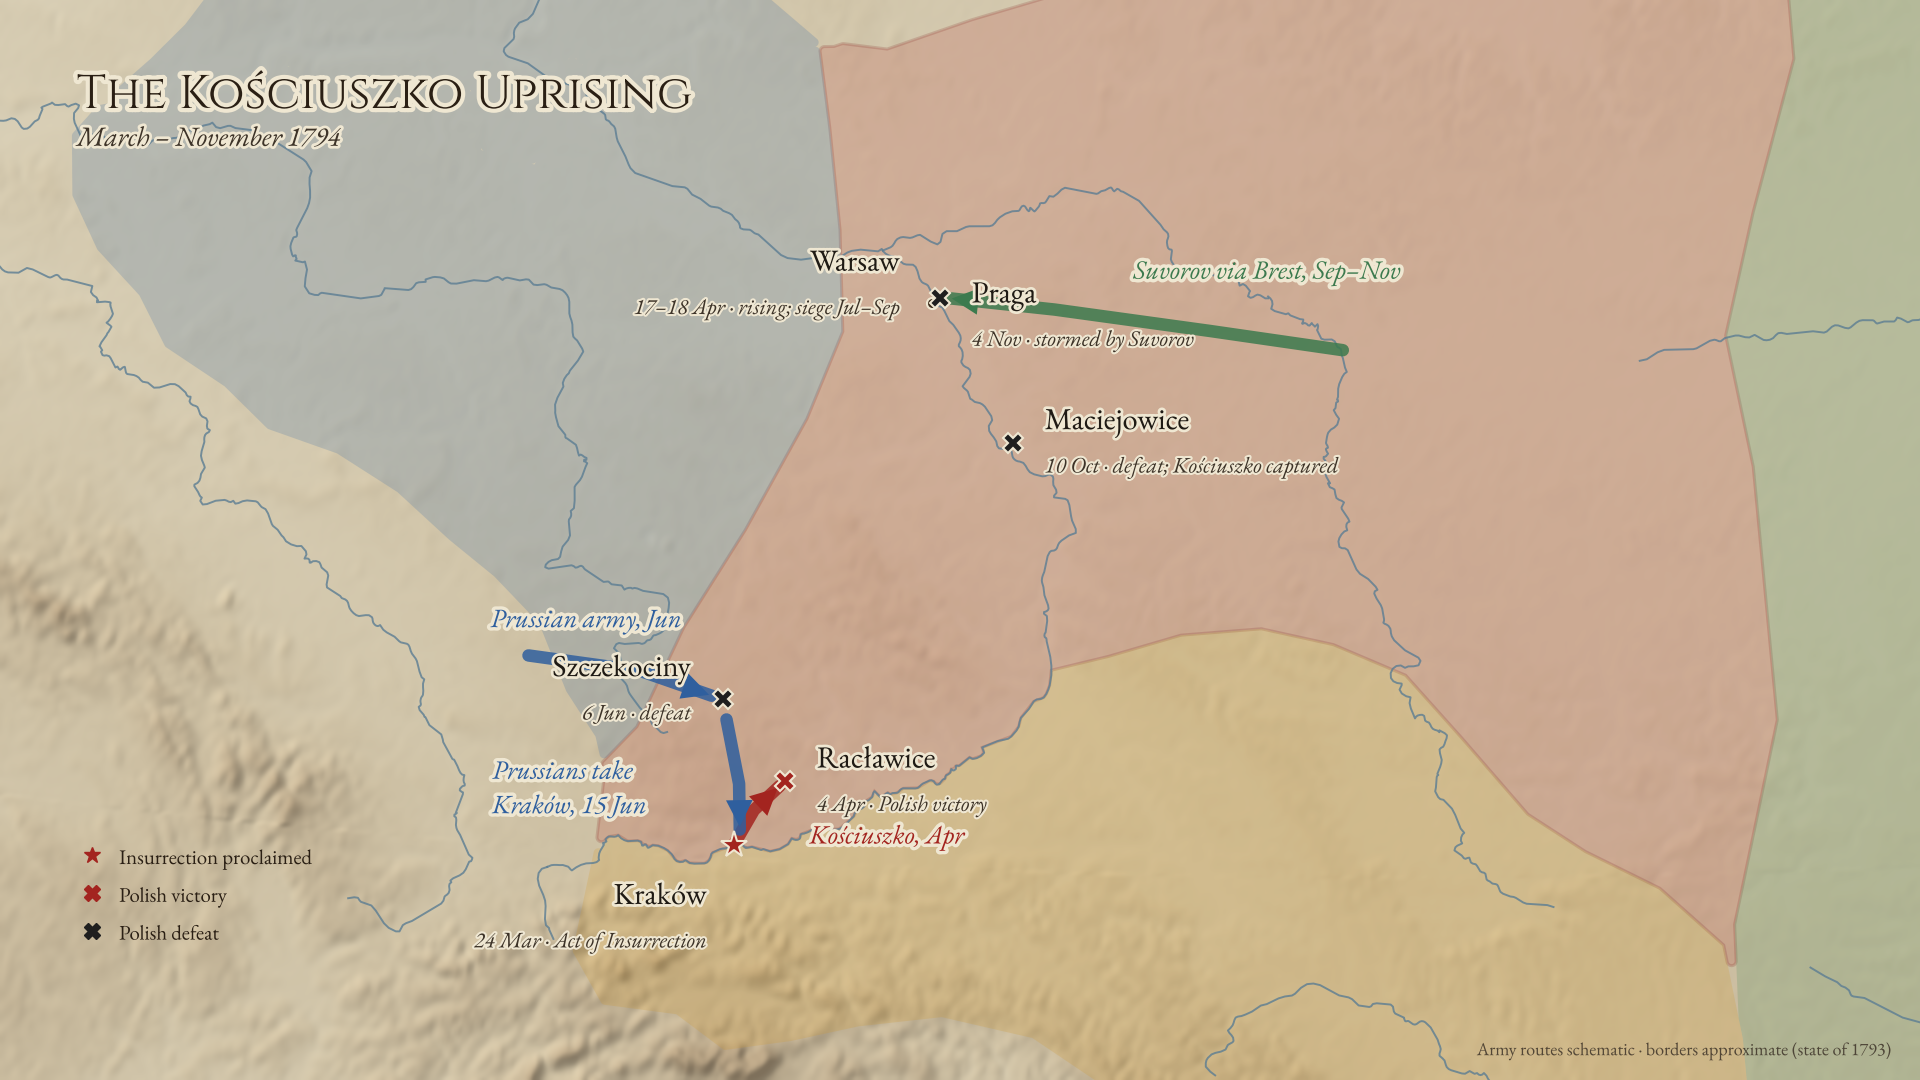 The Kościuszko Uprising
March – November 1794
Warsaw
17–18 Apr · rising; siege Jul–Sep
Praga
4 Nov · stormed by Suvorov
Suvorov via Brest, Sep–Nov
Maciejowice
10 Oct · defeat; Kościuszko captured
Prussian army, Jun
Szczekociny
6 Jun · defeat
Prussians take
Kraków, 15 Jun
Racławice
4 Apr · Polish victory
Kościuszko, Apr
Kraków
24 Mar · Act of Insurrection
Insurrection proclaimed
Polish victory
Polish defeat
Army routes schematic · borders approximate (state of 1793)